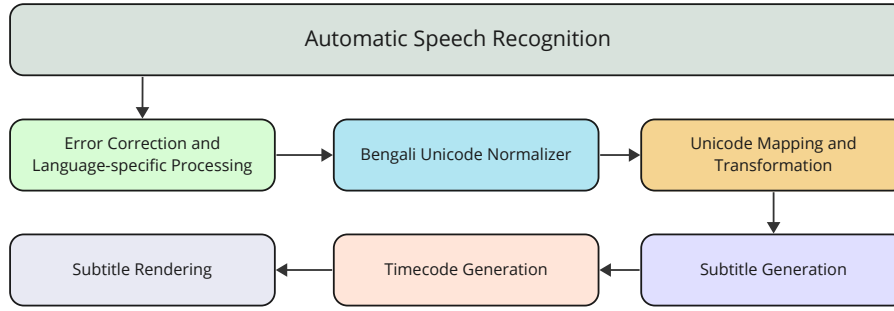 Automatic Speech Recognition
Error Correction and
Language-specific Processing
Bengali Unicode Normalizer
Unicode Mapping and
Transformation
Subtitle Rendering
Timecode Generation
Subtitle Generation